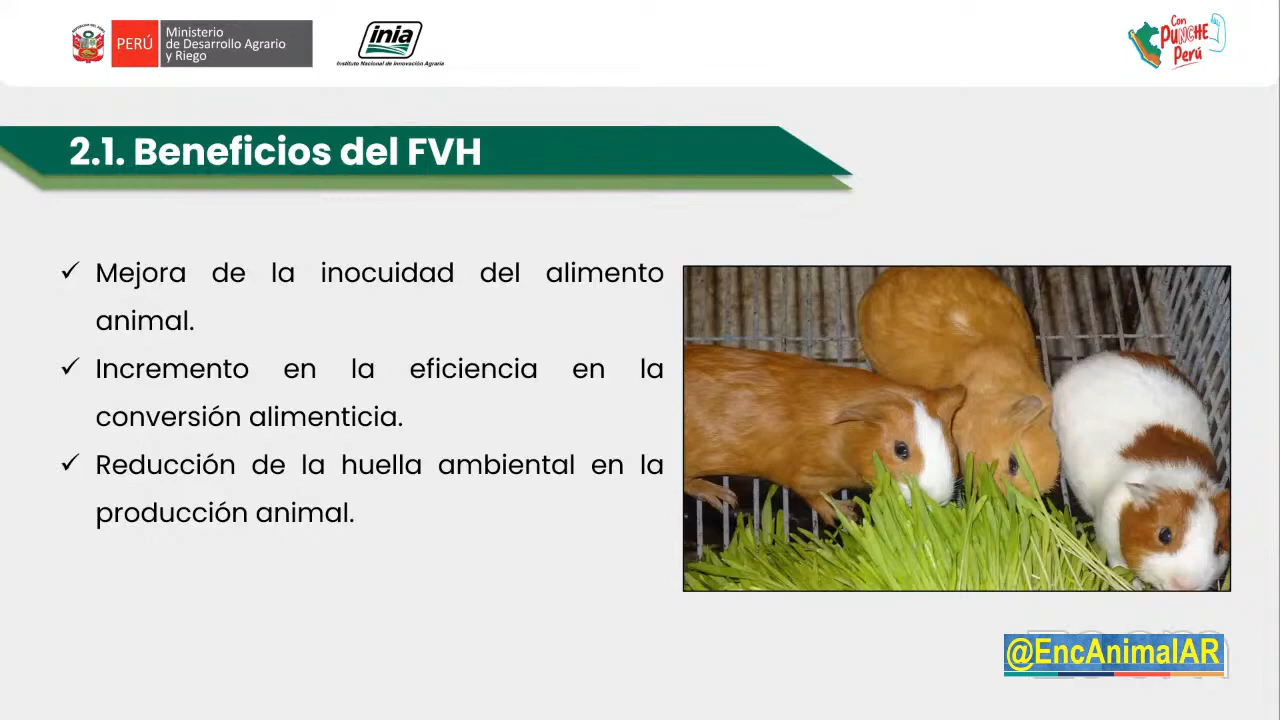 PERÚ
Ministerio
de Desarrollo Agrario
y Riego
inia
Instituto Nacional de Innovación Agraria
Con
PUNCHE
Perú
2.1. Beneficios del FVH
✓ Mejora de la inocuidad del alimento
animal.
✓ Incremento en la eficiencia en la
conversión alimenticia.
✓ Reducción de la huella ambiental en la
producción animal.
zoom
@EncAnimalAR